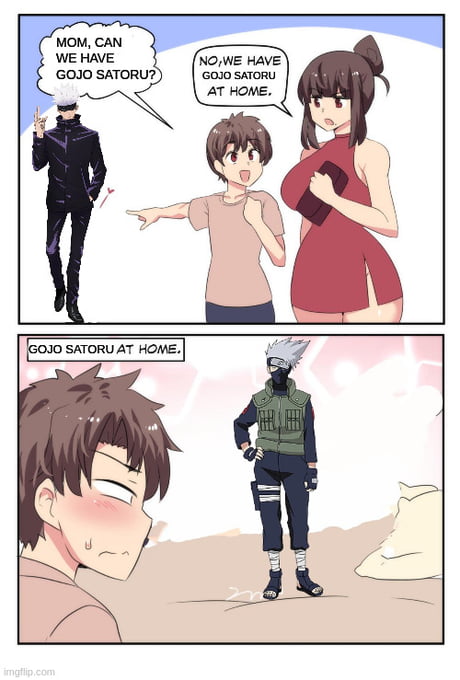 MOM, CAN
WE HAVE
GOJO SATORU?
NO,WE HAVE
GOJO SATORU
AT HOME.
GOJO SATORU AT HOME.
imgflip.com